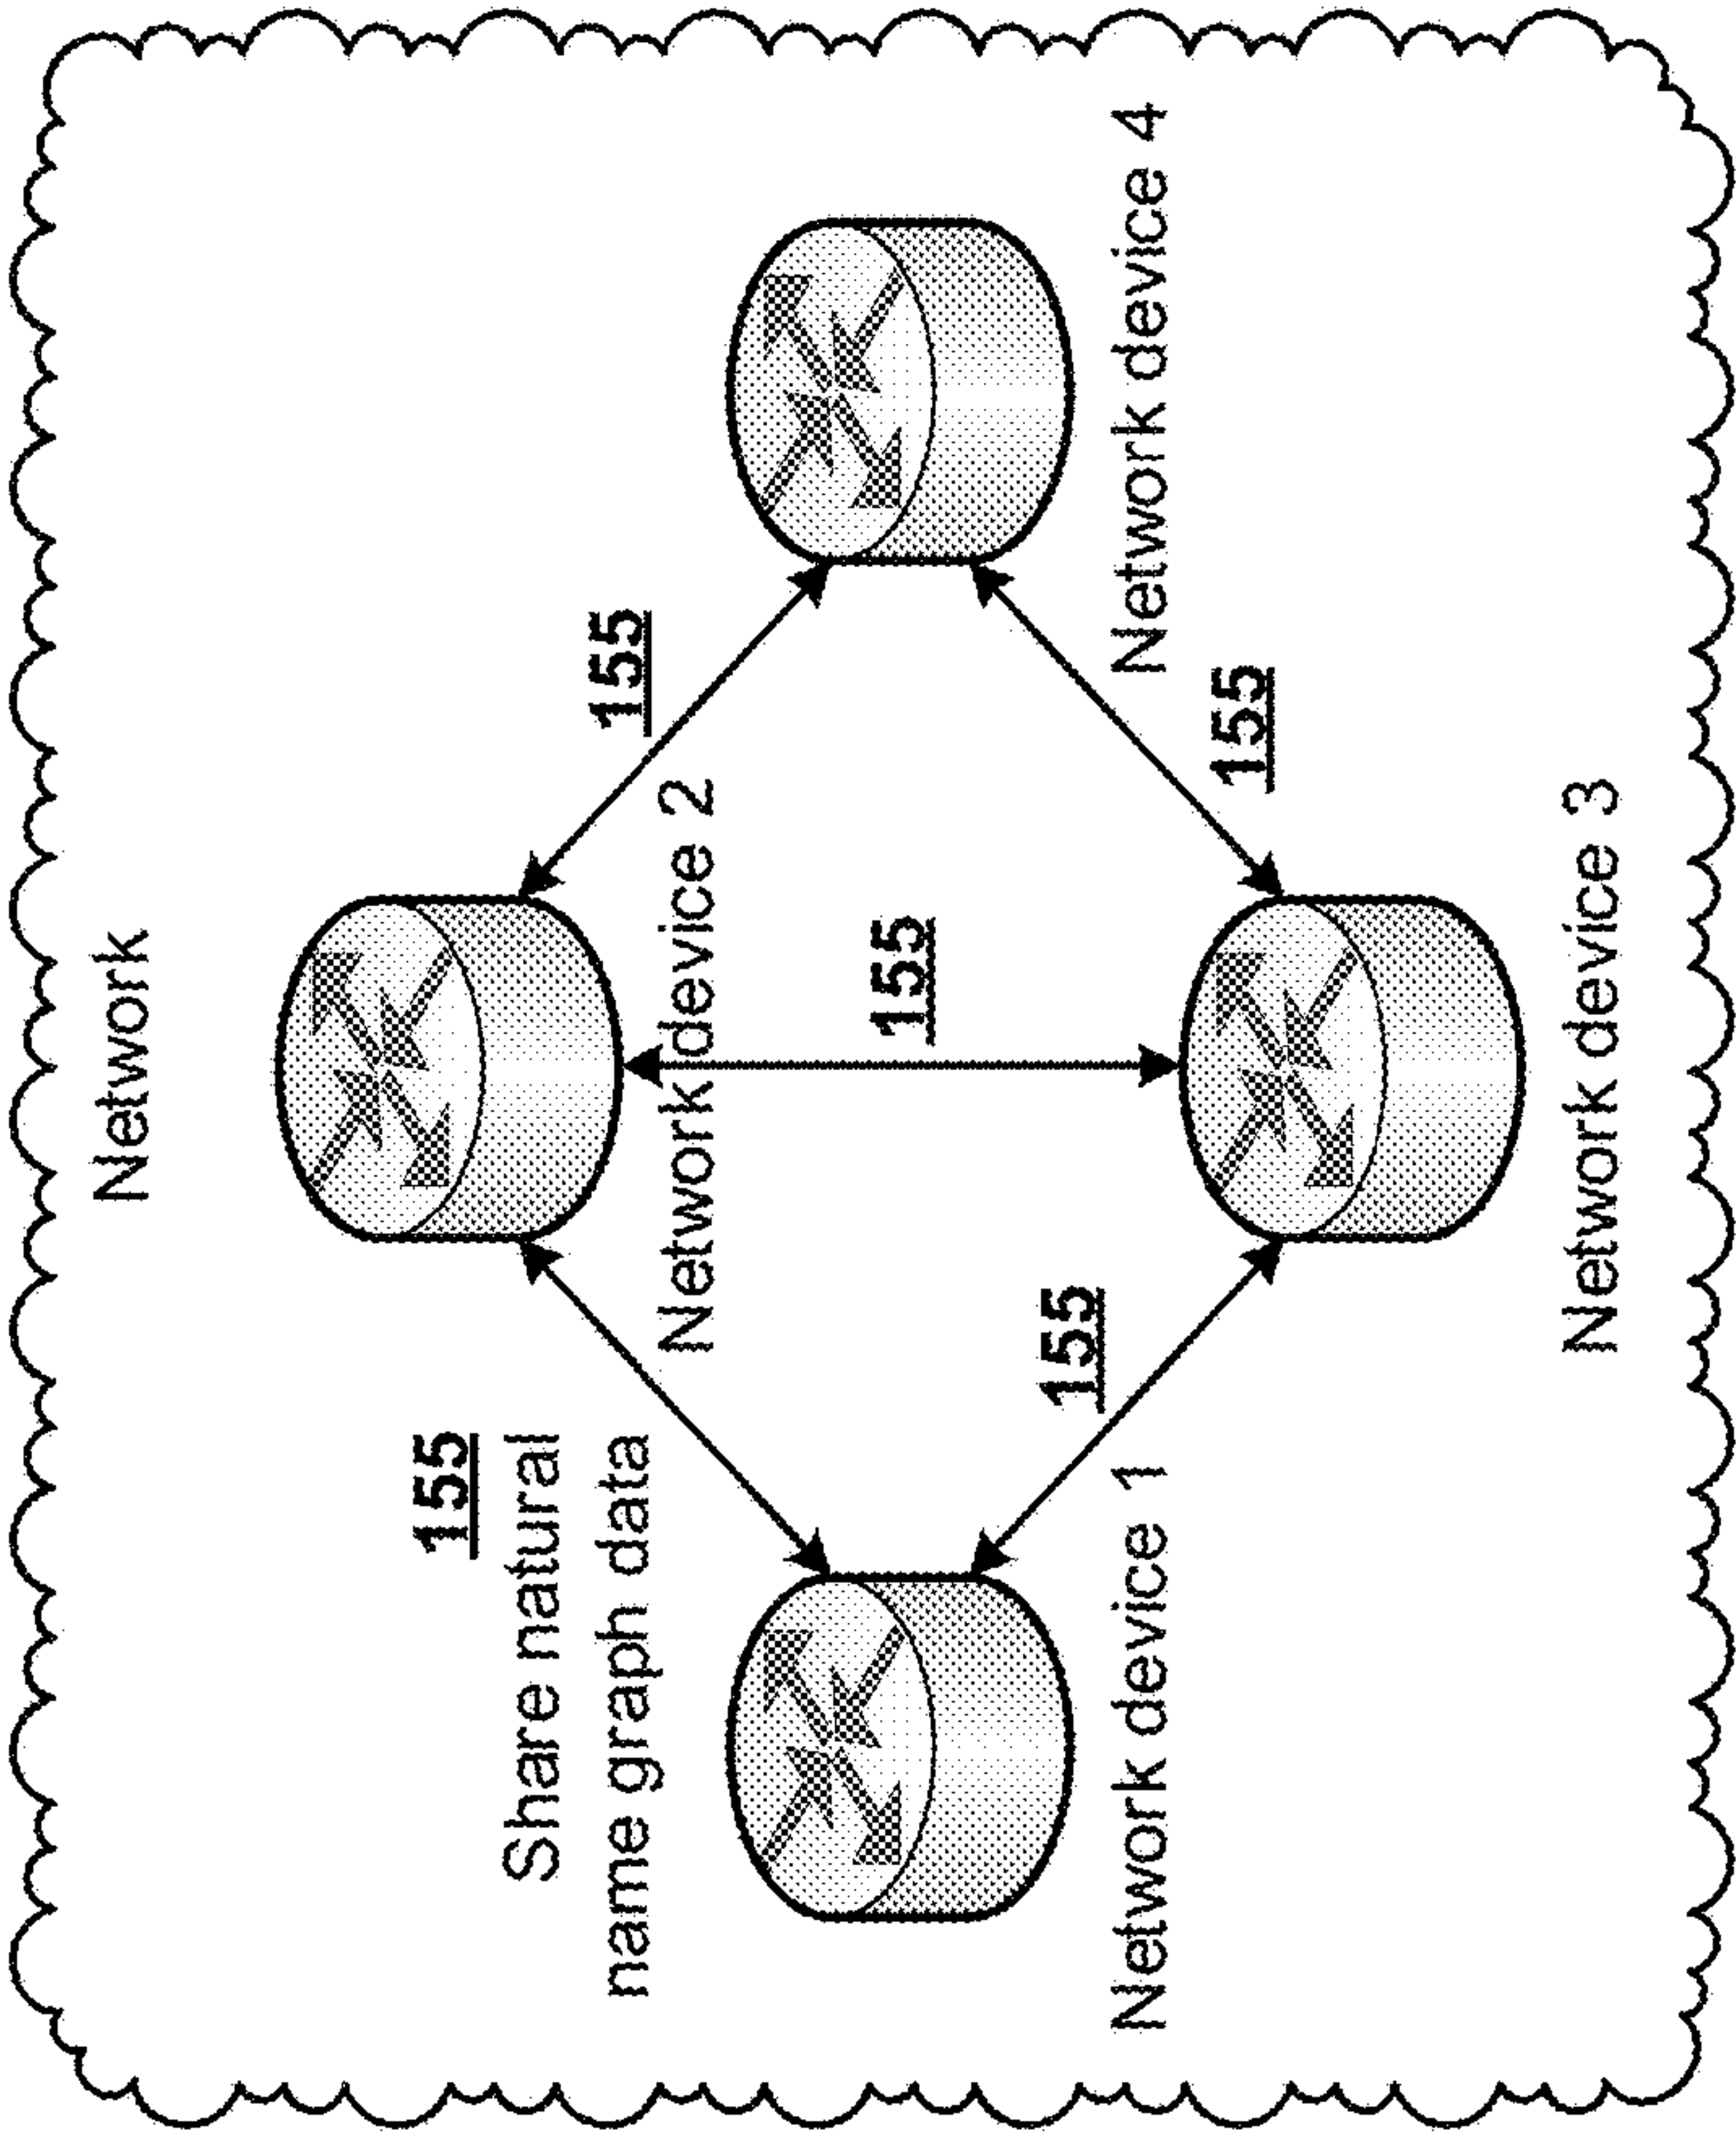 Network
155
Share natural
name graph data
155
Network device 2
155
155
155
Network device 1
Network device 4
Network device 3